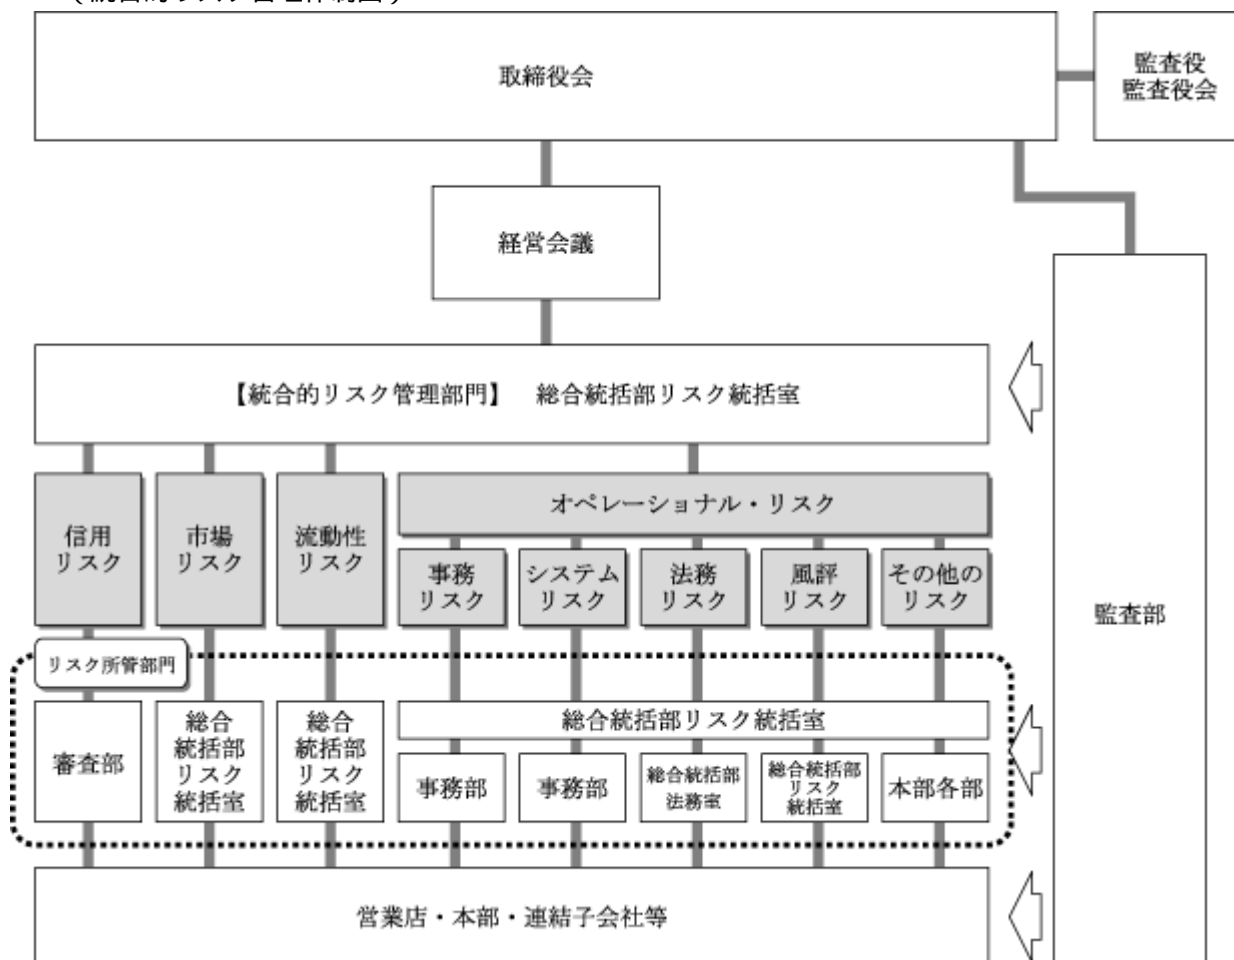 取締役会
監査役
監査役会
経営会議
【統合的リスク管理部門】 総合統括部リスク統括室
信用
リスク
市場
リスク
流動性
リスク
オペレーショナル・リスク
事務
リスク
システム
リスク
法務
リスク
風評
リスク
その他の
リスク
監査部
リスク所管部門
審査部
総合
統括部
リスク
統括室
総合
統括部
リスク
統括室
総合統括部リスク統括室
事務部
事務部
総合統括部
法務室
総合統括部
リスク
統括室
本部各部
営業店・本部・連結子会社等